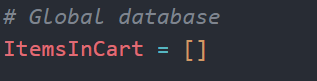 # Global database
ItemsInCart = []